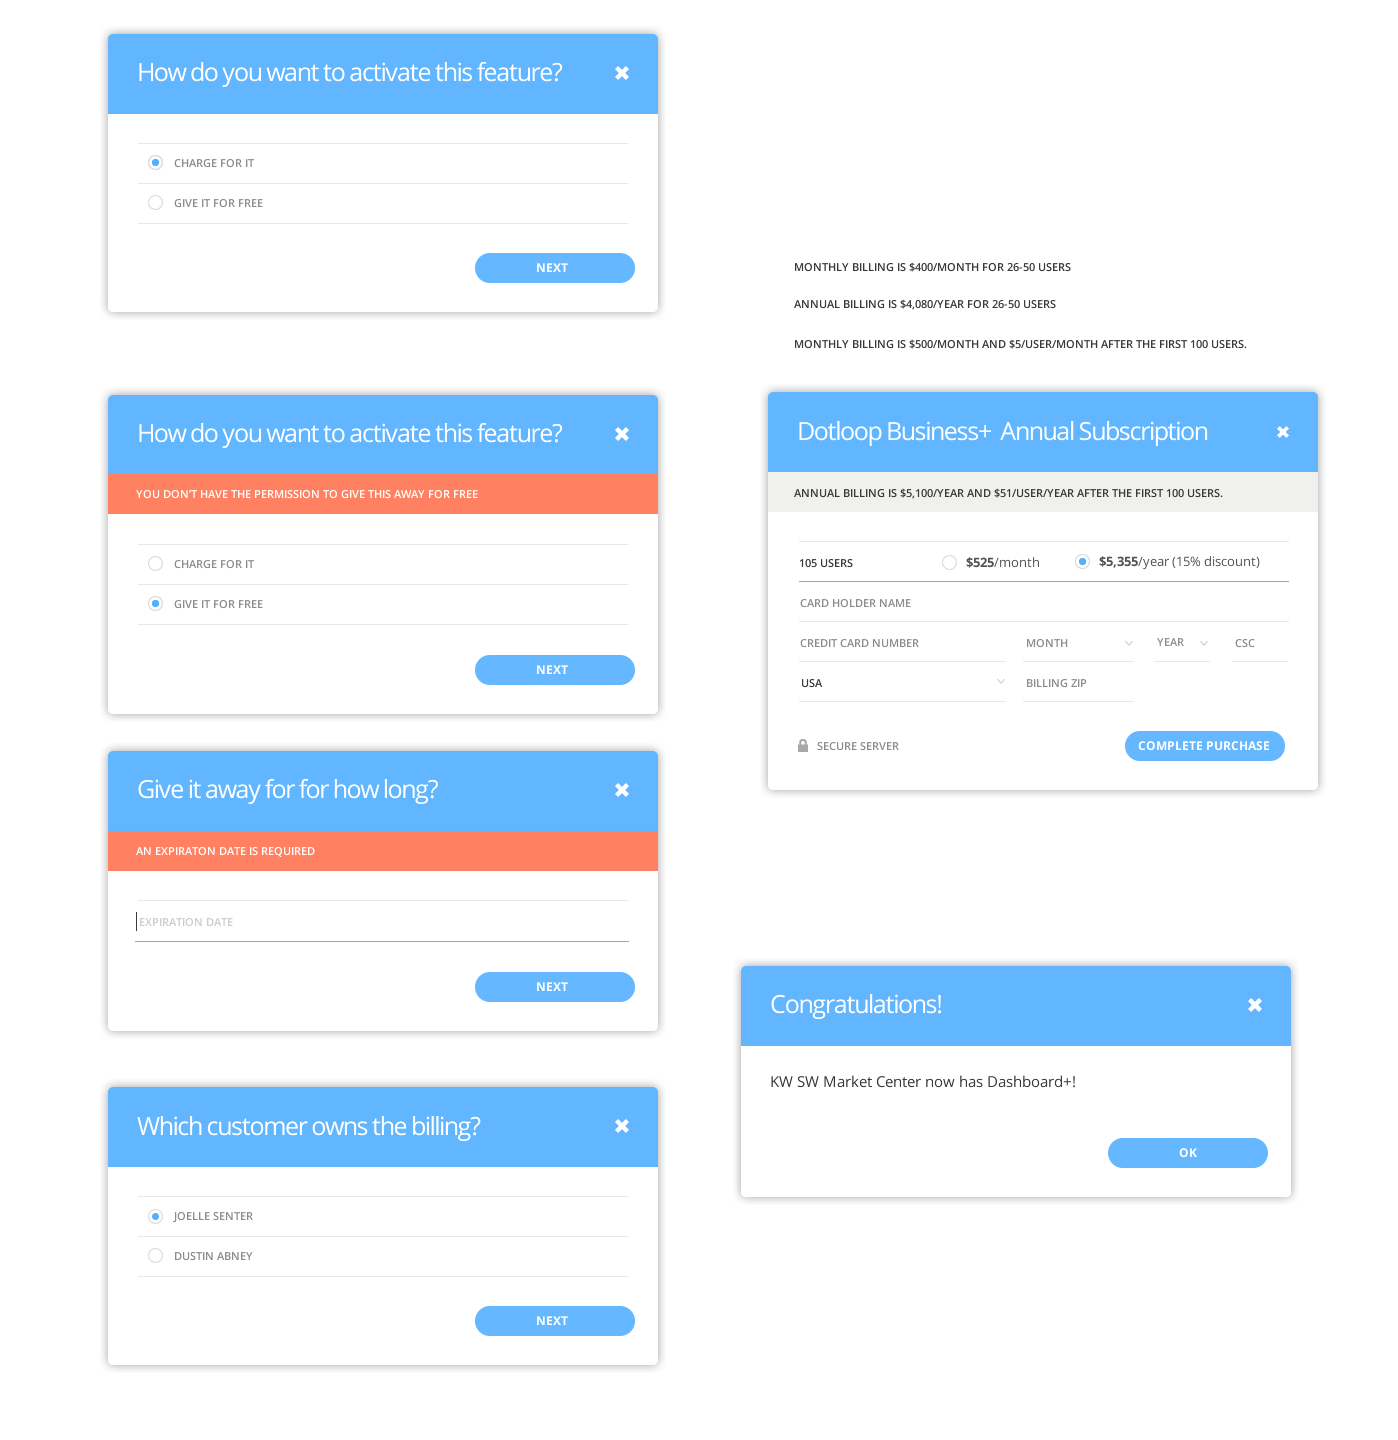 How do you want to activate this feature?
CHARGE FOR IT
GIVE IT FOR FREE
NEXT
How do you want to activate this feature?
YOU DON'T HAVE THE PERMISSION TO GIVE THIS AWAY FOR FREE
CHARGE FOR IT
GIVE IT FOR FREE
NEXT
Give it away for for how long?
AN EXPIRATON DATE IS REQUIRED
EXPIRATION DATE
NEXT
Which customer owns the billing?
JOELLE SENTER
DUSTIN ABNEY
NEXT
MONTHLY BILLING IS $400/MONTH FOR 26-50 USERS
ANNUAL BILLING IS $4,080/YEAR FOR 26-50 USERS
MONTHLY BILLING IS $500/MONTH AND $5/USER/MONTH AFTER THE FIRST 100 USERS.
Dotloop Business+ Annual Subscription
ANNUAL BILLING IS $5,100/YEAR AND $51/USER/YEAR AFTER THE FIRST 100 USERS.
105 USERS $525/month $5,355/year (15% discount)
CARD HOLDER NAME
CREDIT CARD NUMBER MONTH YEAR CSC
USA BILLING ZIP
SECURE SERVER COMPLETE PURCHASE
Congratulations!
KW SW Market Center now has Dashboard+!
OK